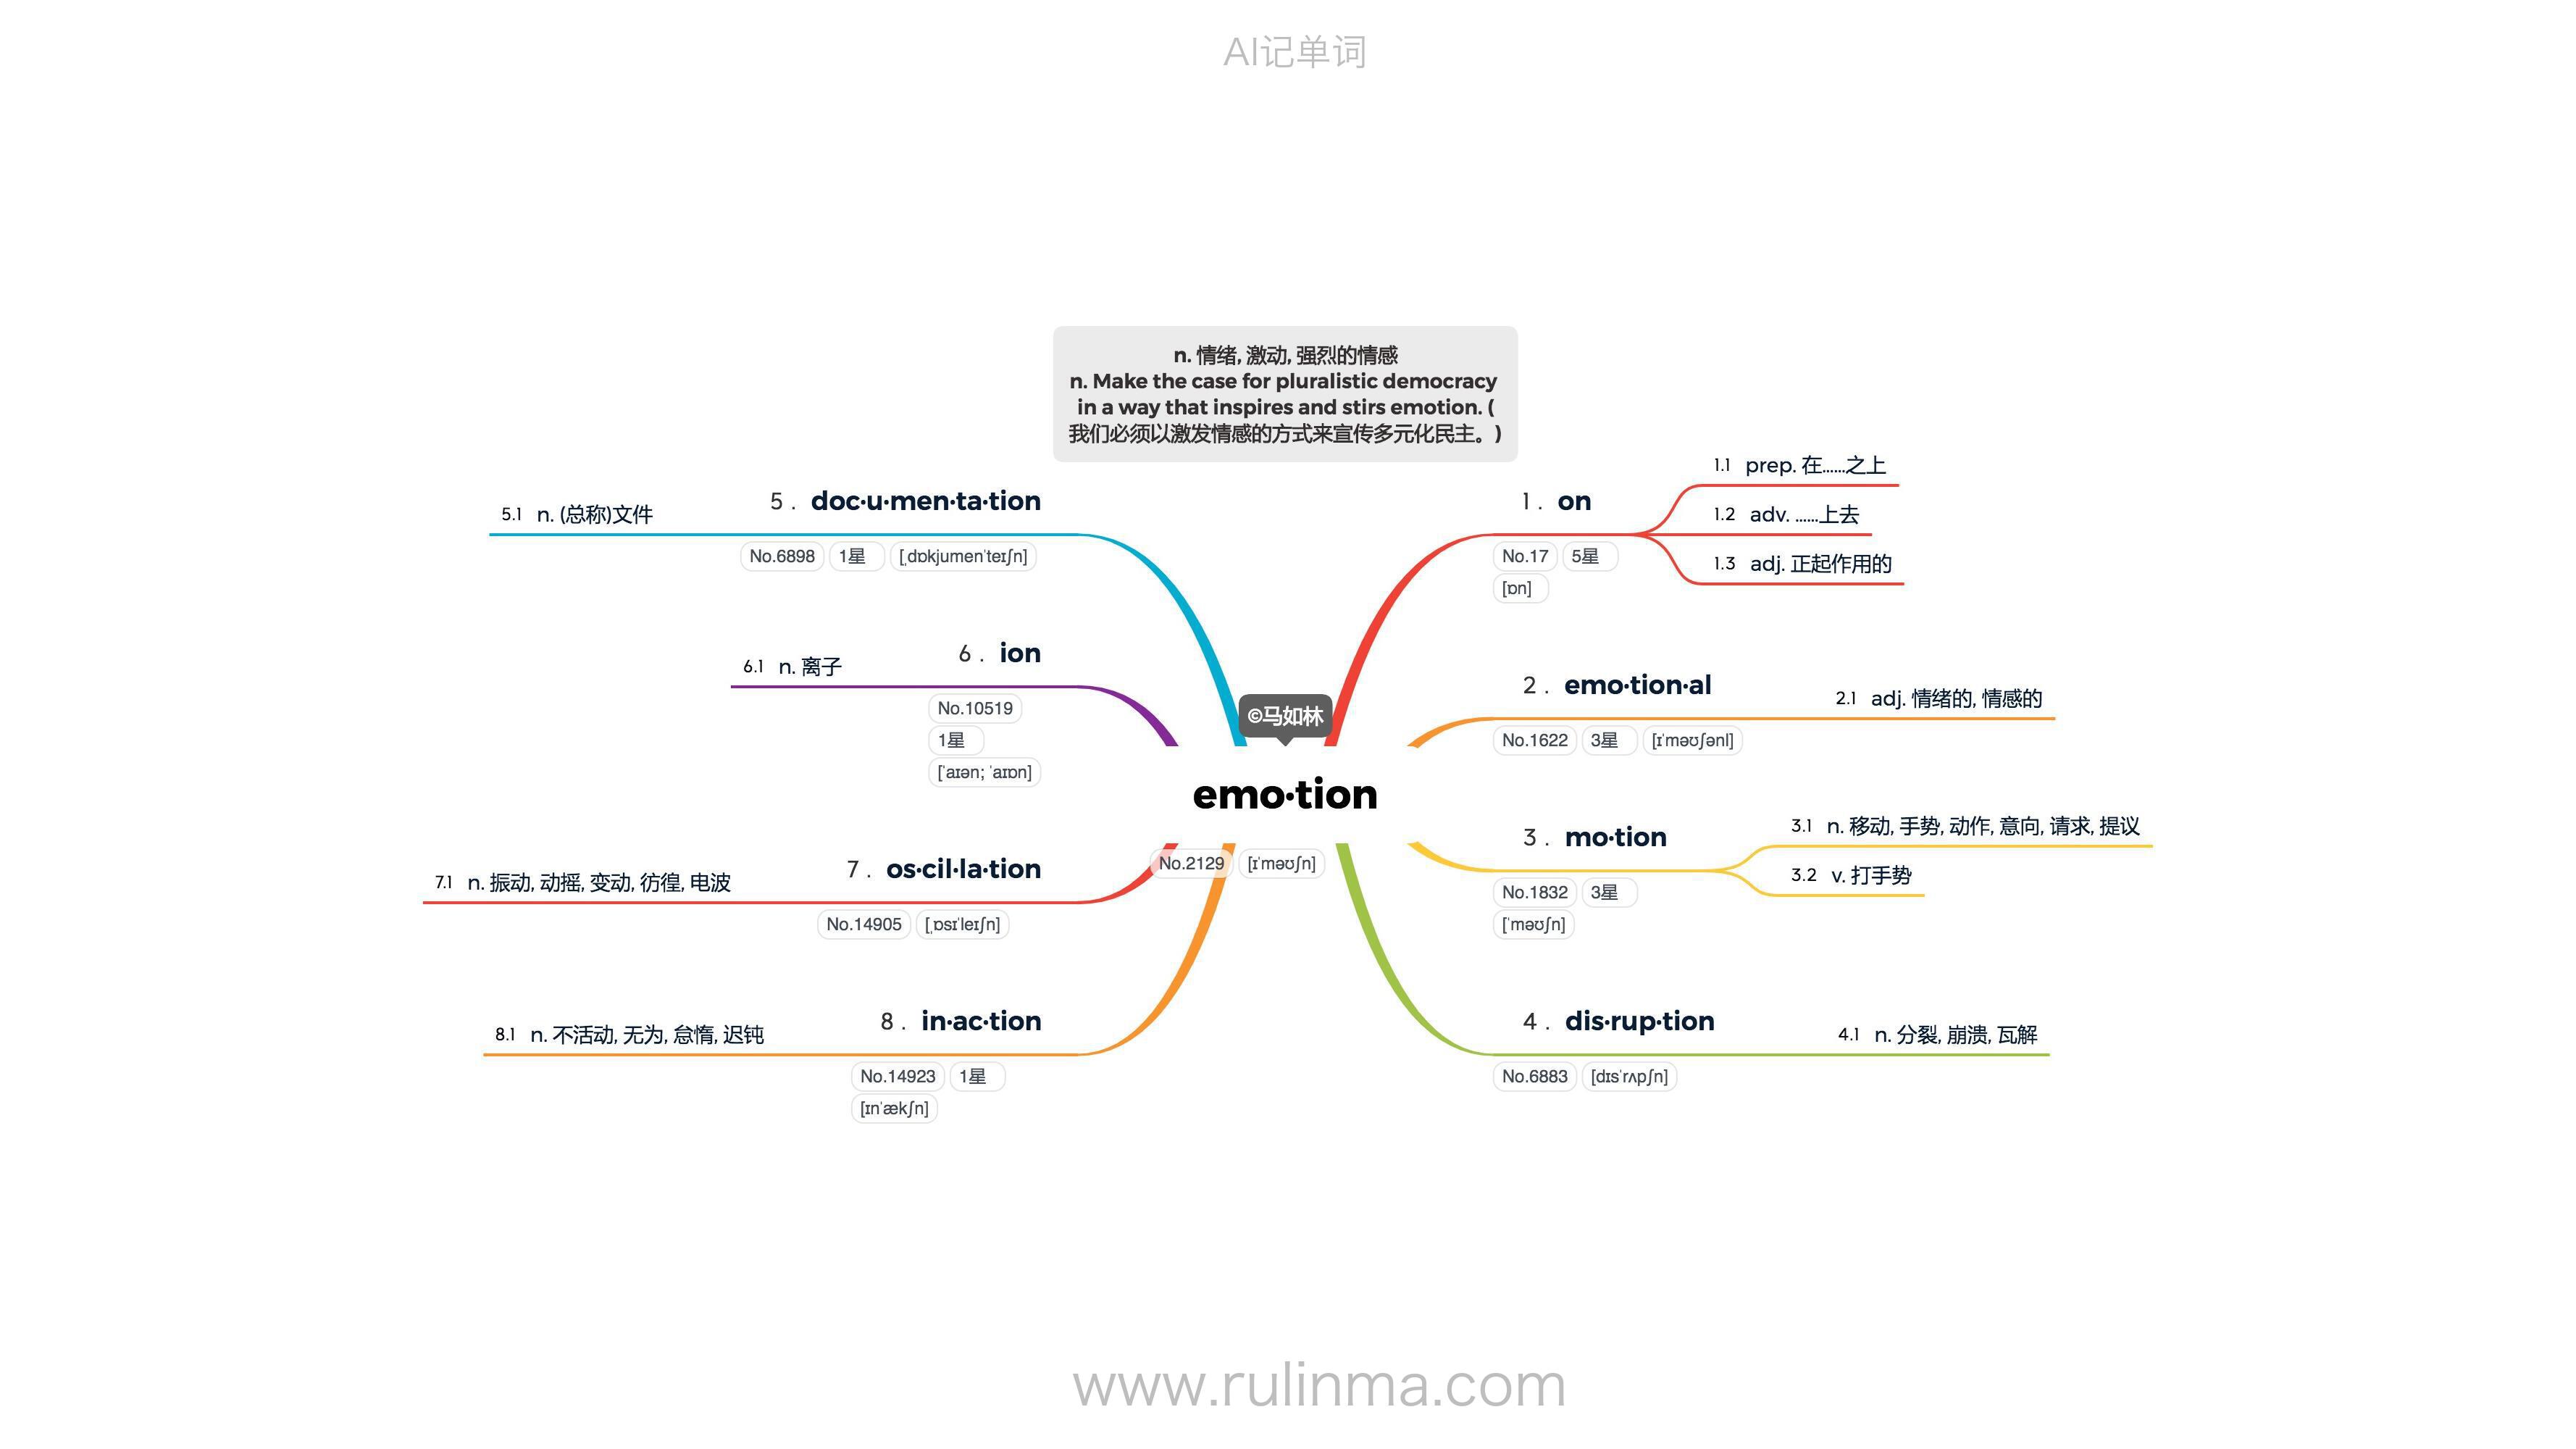 AI记单词
n. 情绪, 激动, 强烈的情感
n. Make the case for pluralistic democracy
in a way that inspires and stirs emotion. (
我们必须以激发情感的方式来宣传多元化民主。)
©马如林
emo·tion
No.2129 [ɪˈməʊʃn]
1 . on
No.17 5星
[ɒn]
1.1 prep. 在......之上
1.2 adv. ......上去
1.3 adj. 正起作用的
2 . emo·tion·al
No.1622 3星 [ɪˈməʊʃənl]
2.1 adj. 情绪的, 情感的
3 . mo·tion
No.1832 3星
[ˈməʊʃn]
3.1 n. 移动, 手势, 动作, 意向, 请求, 提议
3.2 v. 打手势
4 . dis·rup·tion
No.6883 [dɪsˈrʌpʃn]
4.1 n. 分裂, 崩溃, 瓦解
5 . doc·u·men·ta·tion
No.6898 1星 [ˌdɒkjumenˈteɪʃn]
5.1 n. (总称)文件
6 . ion
No.10519
1星
[ˈaɪən; ˈaɪɒn]
6.1 n. 离子
7 . os·cil·la·tion
No.14905 [ˌɒsɪˈleɪʃn]
7.1 n. 振动, 动摇, 变动, 彷徨, 电波
8 . in·ac·tion
No.14923 1星
[ɪnˈækʃn]
8.1 n. 不活动, 无为, 怠惰, 迟钝
www.rulinma.com